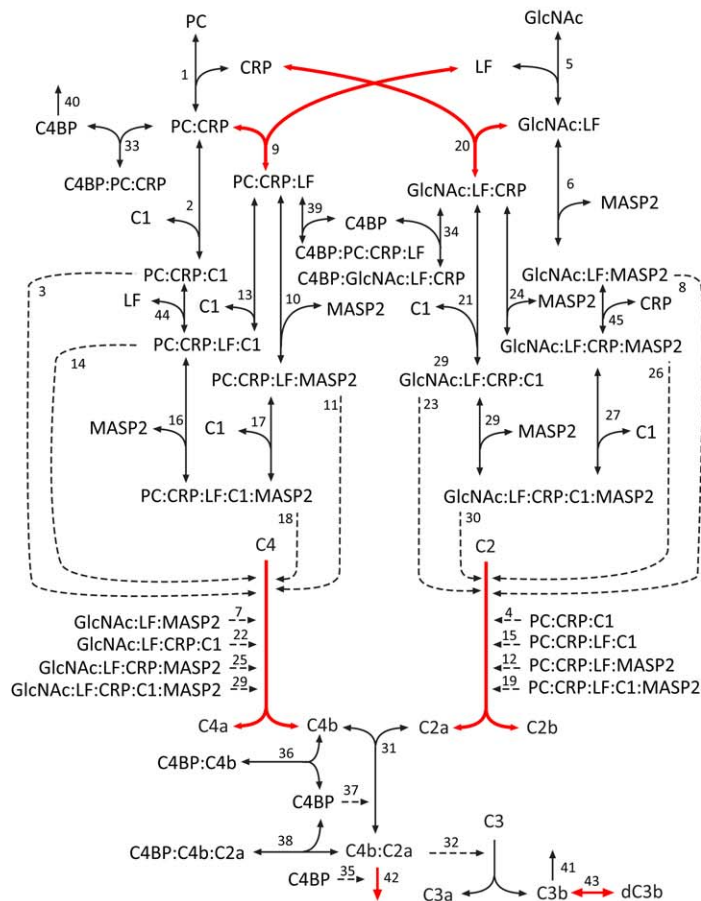 PC
GlcNAc
CRP
LF
1
5
40
C4BP
33
PC:CRP
9
20
GlcNAc:LF
C4BP:PC:CRP
PC:CRP:LF
GlcNAc:LF:CRP
6
MASP2
2
C1
39
C4BP
34
C4BP:PC:CRP:LF
C4BP:GlcNAc:LF:CRP
3
PC:CRP:C1
GlcNAc:LF:MASP2
8
LF
44
C1
13
10
MASP2
C1
21
24
MASP2
45
CRP
14
PC:CRP:LF:C1
GlcNAc:LF:CRP:MASP2
29
26
PC:CRP:LF:MASP2
GlcNAc:LF:CRP:C1
11
23
MASP2
16
C1
17
29
MASP2
27
C1
PC:CRP:LF:C1:MASP2
GlcNAc:LF:CRP:C1:MASP2
18
30
C4
C2
GlcNAc:LF:MASP2
7
4
PC:CRP:C1
GlcNAc:LF:CRP:C1
22
15
PC:CRP:LF:C1
GlcNAc:LF:CRP:MASP2
25
12
PC:CRP:LF:MASP2
GlcNAc:LF:CRP:C1:MASP2
29
19
PC:CRP:LF:C1:MASP2
C4a
C4b
C2a
C2b
31
C4BP:C4b
36
C4BP
37
C3
C4BP:C4b:C2a
38
C4b:C2a
32
C4BP
35
42
C3a
C3b
41
43
dC3b